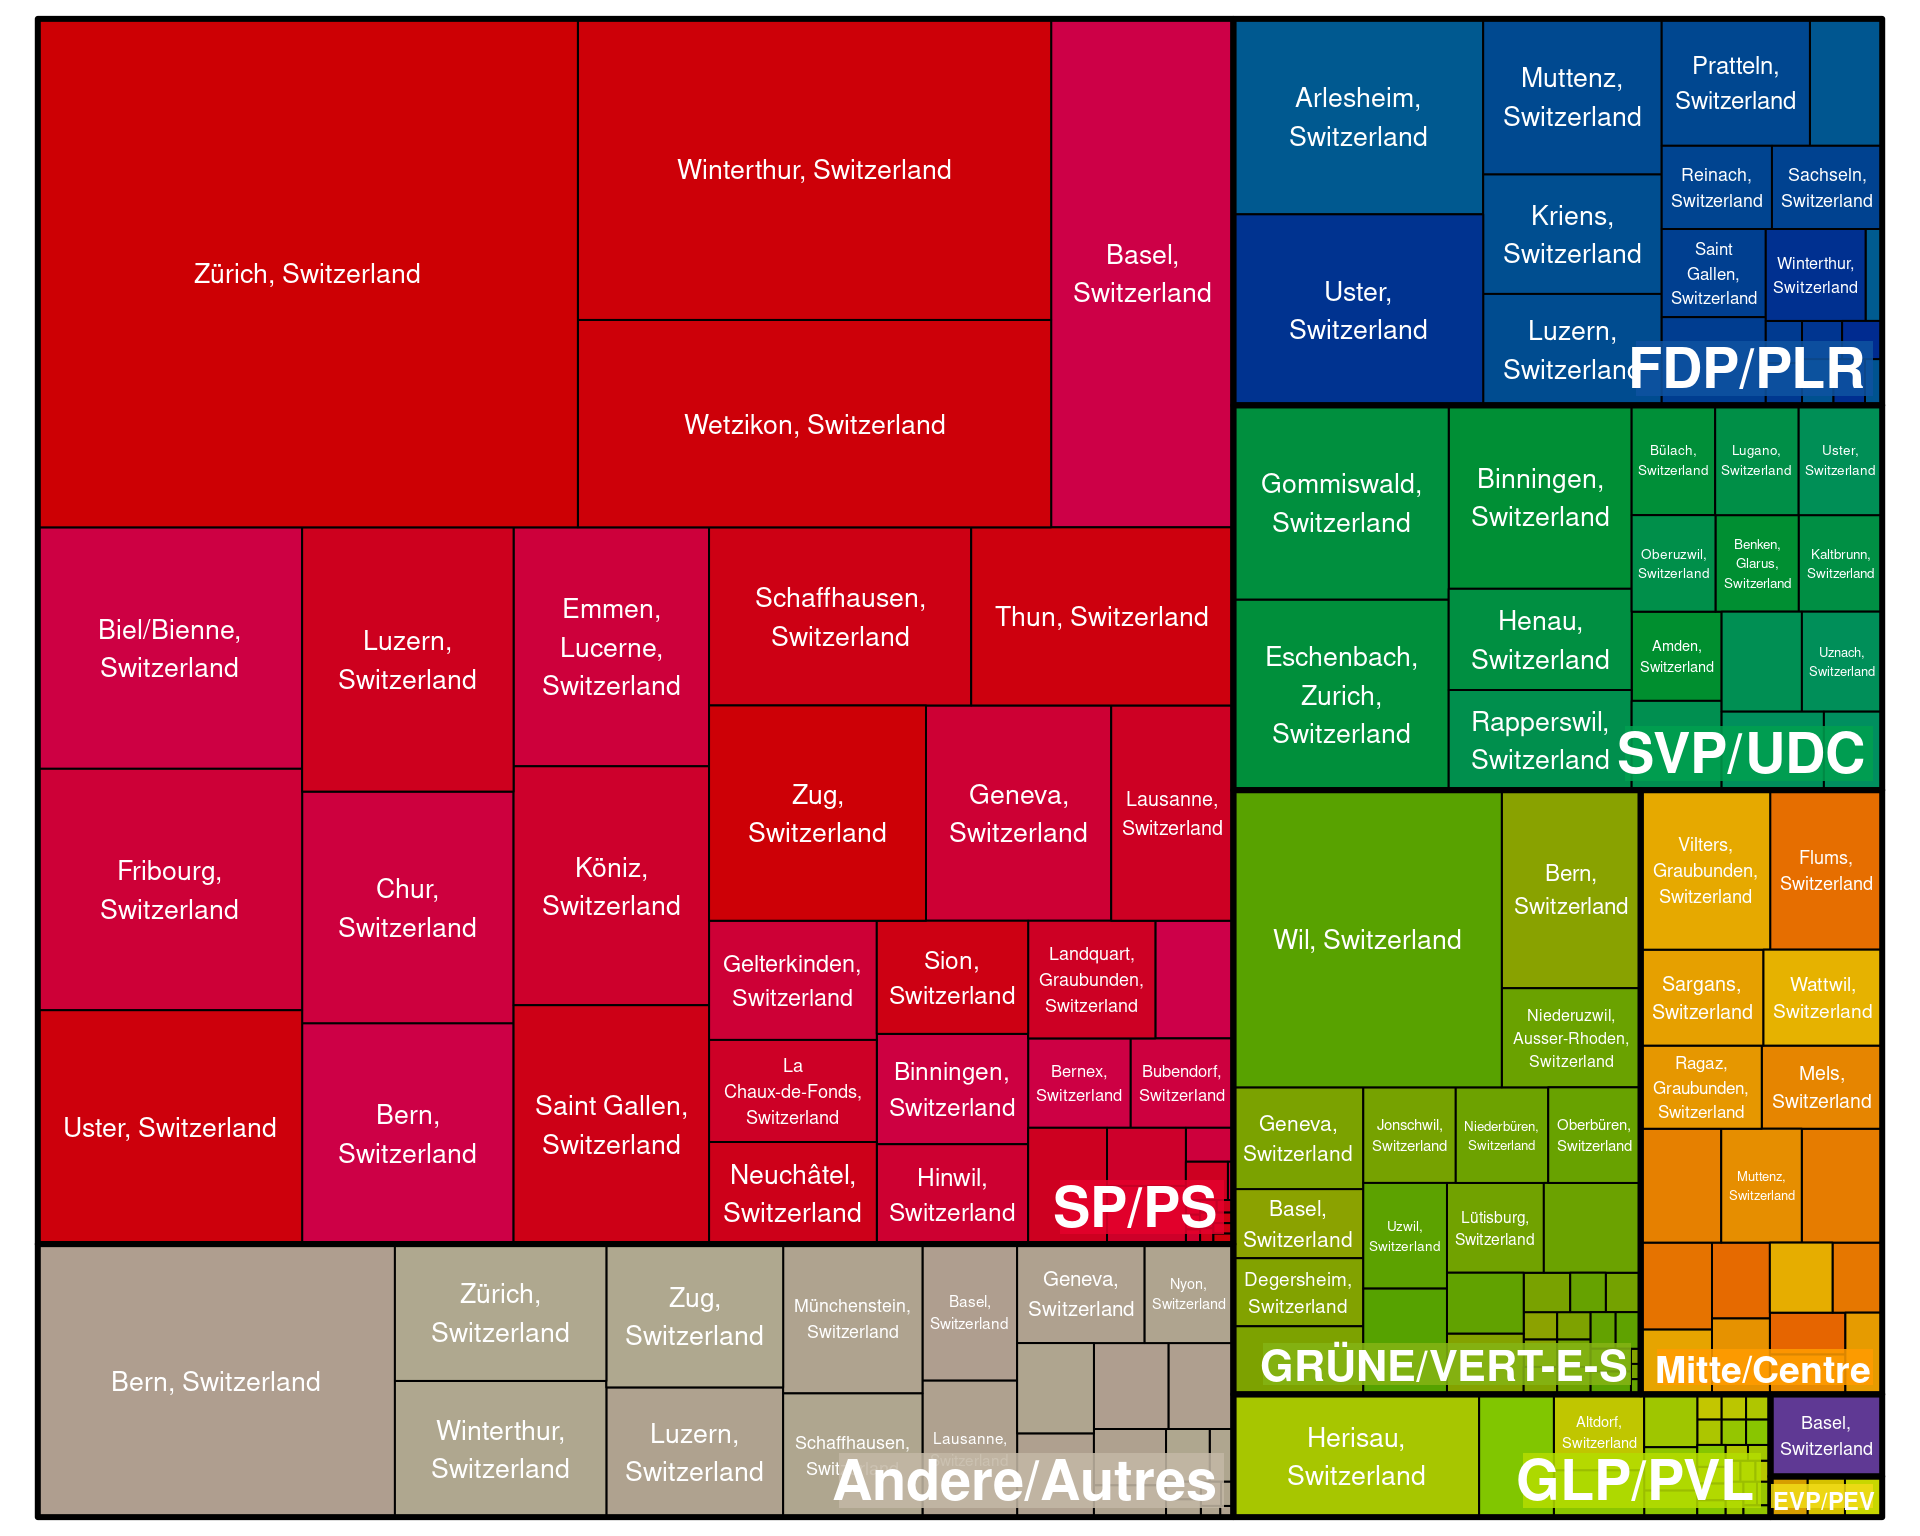 Zürich, Switzerland
Winterthur, Switzerland
Wetzikon, Switzerland
Basel,
Switzerland
Biel/Bienne,
Switzerland
Fribourg,
Switzerland
Uster, Switzerland
Luzern,
Switzerland
Chur,
Switzerland
Bern,
Switzerland
Emmen,
Lucerne,
Switzerland
Köniz,
Switzerland
Saint Gallen,
Switzerland
Schaffhausen,
Switzerland
Thun, Switzerland
Zug,
Switzerland
Geneva,
Switzerland
Lausanne,
Switzerland
Gelterkinden,
Switzerland
La
Chaux-de-Fonds,
Switzerland
Neuchâtel,
Switzerland
Sion,
Switzerland
Binningen,
Switzerland
Hinwil,
Switzerland
Landquart,
Graubunden,
Switzerland
Bernex,
Switzerland
Bubendorf,
Switzerland
SP/PS
Bern, Switzerland
Zürich,
Switzerland
Winterthur,
Switzerland
Zug,
Switzerland
Luzern,
Switzerland
Münchenstein,
Switzerland
Schaffhausen,
Switzerland
Basel,
Switzerland
Lausanne,
Switzerland
Geneva,
Switzerland
Nyon,
Switzerland
Andere/Autres
Arlesheim,
Switzerland
Uster,
Switzerland
Muttenz,
Switzerland
Kriens,
Switzerland
Luzern,
Switzerland
Pratteln,
Switzerland
Reinach,
Switzerland
Sachseln,
Switzerland
Saint
Gallen,
Switzerland
Winterthur,
Switzerland
FDP/PLR
Gommiswald,
Switzerland
Eschenbach,
Zurich,
Switzerland
Binningen,
Switzerland
Henau,
Switzerland
Rapperswil,
Switzerland
Bülach,
Switzerland
Lugano,
Switzerland
Uster,
Switzerland
Oberuzwil,
Switzerland
Benken,
Glarus,
Switzerland
Kaltbrunn,
Switzerland
Amden,
Switzerland
Uznach,
Switzerland
SVP/UDC
Wil, Switzerland
Bern,
Switzerland
Niederuzwil,
Ausser-Rhoden,
Switzerland
Geneva,
Switzerland
Basel,
Switzerland
Degersheim,
Switzerland
Jonschwil,
Switzerland
Niederbüren,
Switzerland
Oberbüren,
Switzerland
Uzwil,
Switzerland
Lütisburg,
Switzerland
GRÜNE/VERT-E-S
Vilters,
Graubunden,
Switzerland
Flums,
Switzerland
Sargans,
Switzerland
Wattwil,
Switzerland
Ragaz,
Graubunden,
Switzerland
Mels,
Switzerland
Muttenz,
Switzerland
Mitte/Centre
Herisau,
Switzerland
Altdorf,
Switzerland
GLP/PVL
Basel,
Switzerland
EVP/PEV